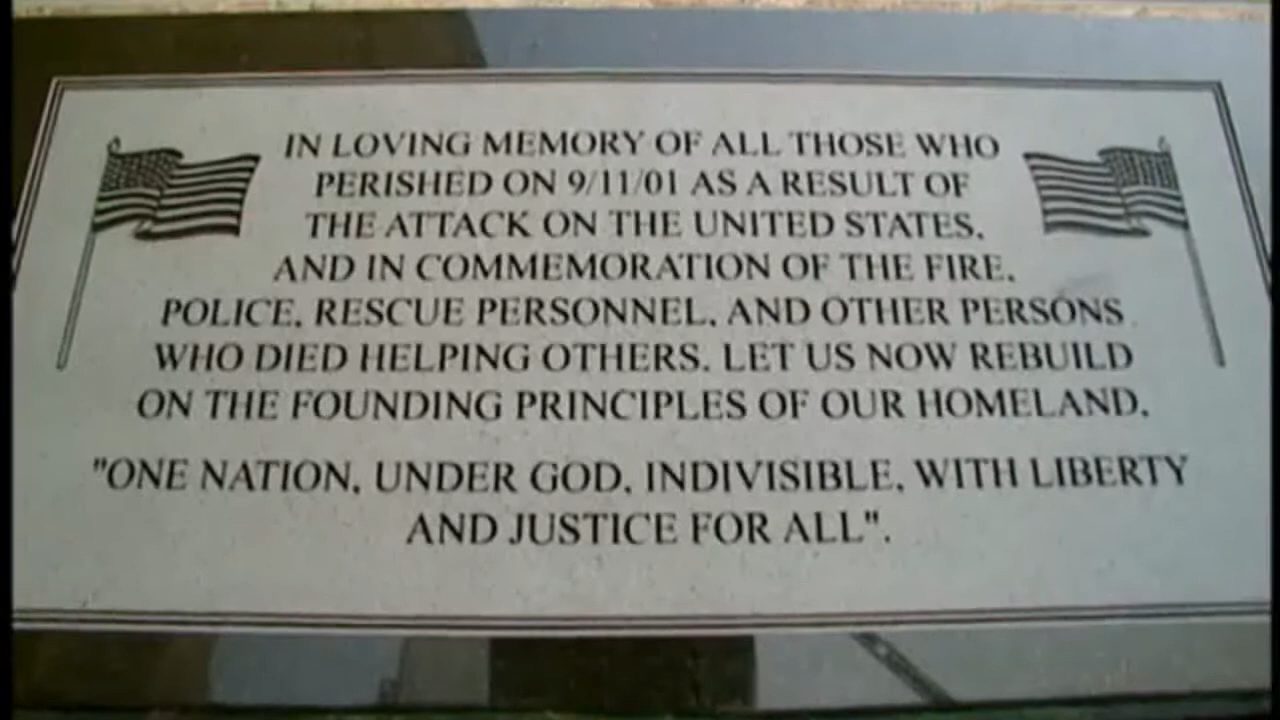 IN LOVING MEMORY OF ALL THOSE WHO
PERISHED ON 9/11/01 AS A RESULT OF
THE ATTACK ON THE UNITED STATES,
AND IN COMMEMORATION OF THE FIRE,
POLICE, RESCUE PERSONNEL, AND OTHER PERSONS
WHO DIED HELPING OTHERS. LET US NOW REBUILD
ON THE FOUNDING PRINCIPLES OF OUR HOMELAND.
"ONE NATION, UNDER GOD, INDIVISIBLE, WITH LIBERTY
AND JUSTICE FOR ALL".